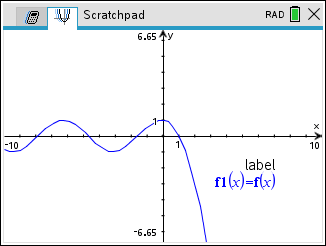 Scratchpad RAD
6.65 y
1
x
-10 1 10
label
f1(x)=f(x)
-6.65